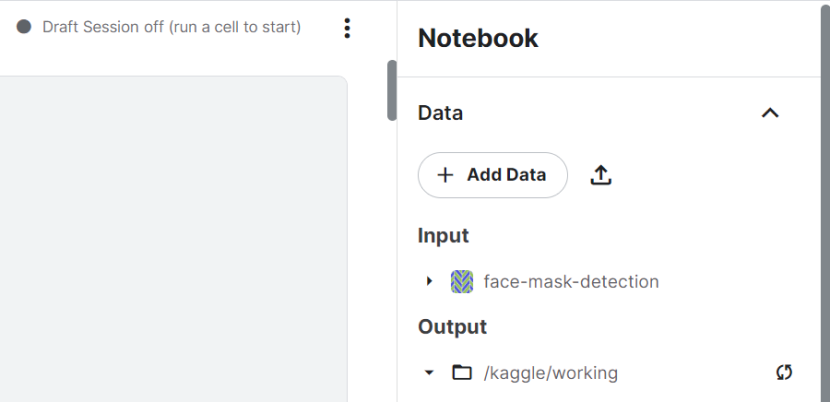 Draft Session off (run a cell to start)
Notebook
Data
+ Add Data
Input
face-mask-detection
Output
/kaggle/working